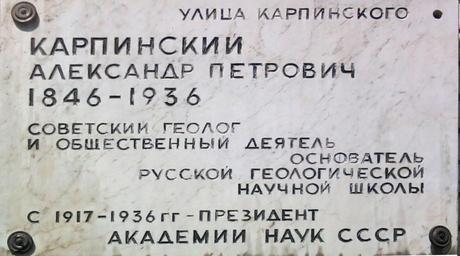 УЛИЦА КАРПИНСКОГО
КАРПИНСКИЙ
АЛЕКСАНДР ПЕТРОВИЧ
1846-1936
СОВЕТСКИЙ ГЕОЛОГ
И ОБЩЕСТВЕННЫЙ ДЕЯТЕЛЬ
ОСНОВАТЕЛЬ
РУССКОЙ ГЕОЛОГИЧЕСКОЙ
НАУЧНОЙ ШКОЛЫ
С 1917-1936 ГГ-ПРЕЗИДЕНТ
АКАДЕМИИ НАУК СССР